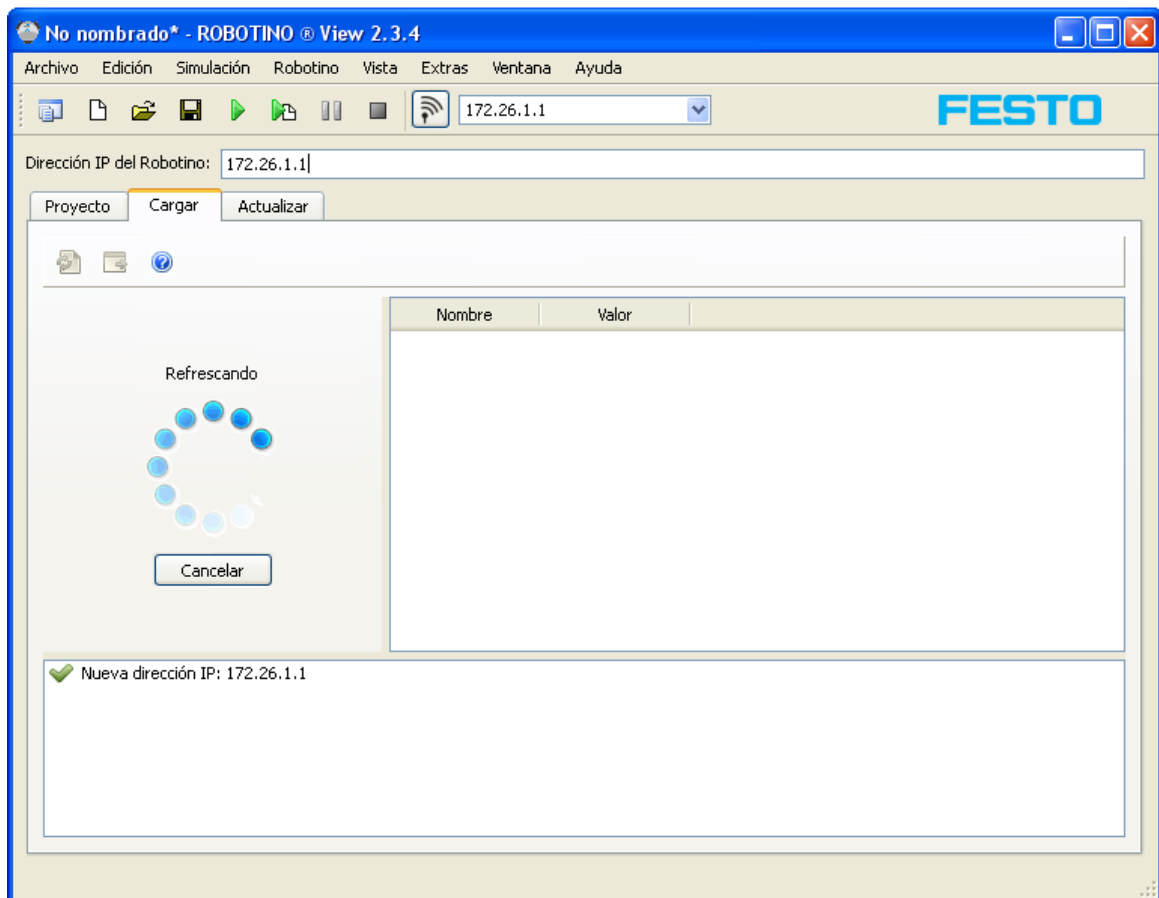 No nombrado* - ROBOTINO ® View 2.3.4
Archivo Edición Simulación Robotino Vista Extras Ventana Ayuda
172.26.1.1
FESTO
Dirección IP del Robotino: 172.26.1.1
Proyecto Cargar Actualizar
Nombre Valor
Refrescando
Cancelar
Nueva dirección IP: 172.26.1.1